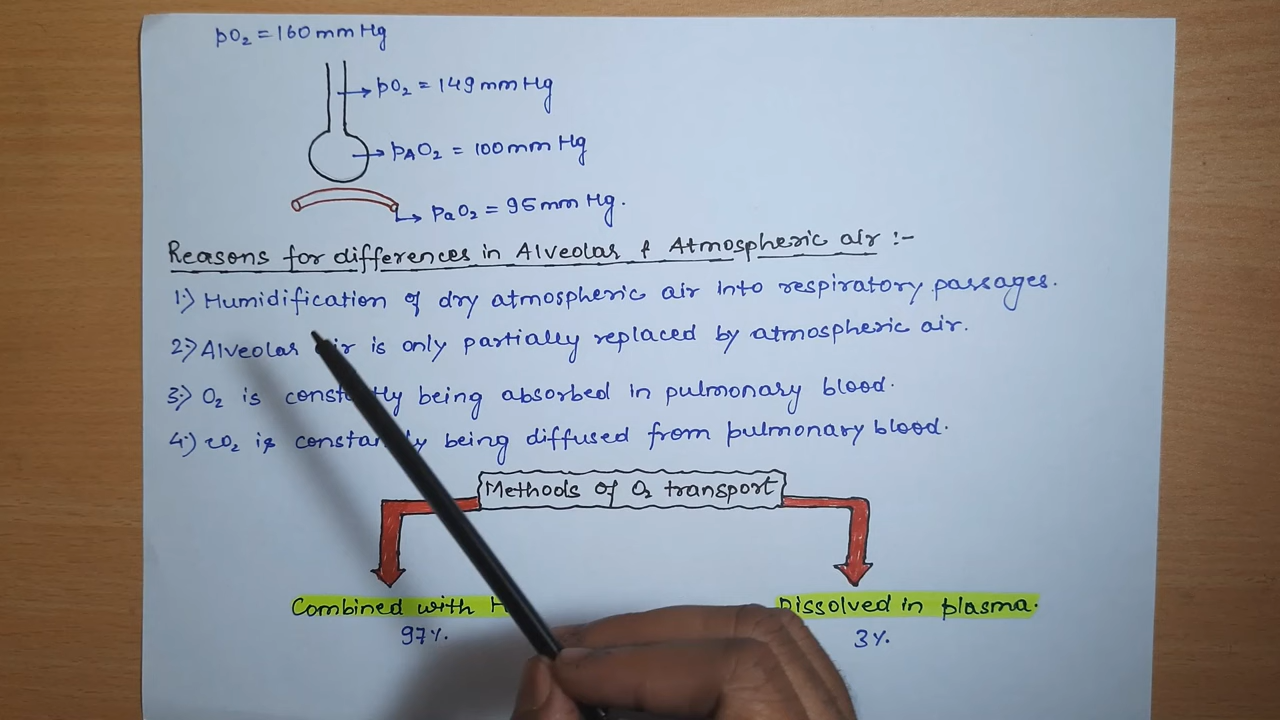 pO₂ = 160 mm Hg
pO₂ = 149 mm Hg
PAO₂ = 100 mm Hg
PaO₂ = 95 mm Hg.
Reasons for differences in Alveolar & Atmospheric air :-
1.) Humidification of dry atmospheric air into respiratory passages.
2.) Alveolar air is only partially replaced by atmospheric air.
3.) O₂ is constantly being absorbed in pulmonary blood.
4.) CO₂ is constantly being diffused from pulmonary blood.
Methods of O₂ transport
Combined with Dissolved in plasma.
97%. 3%.